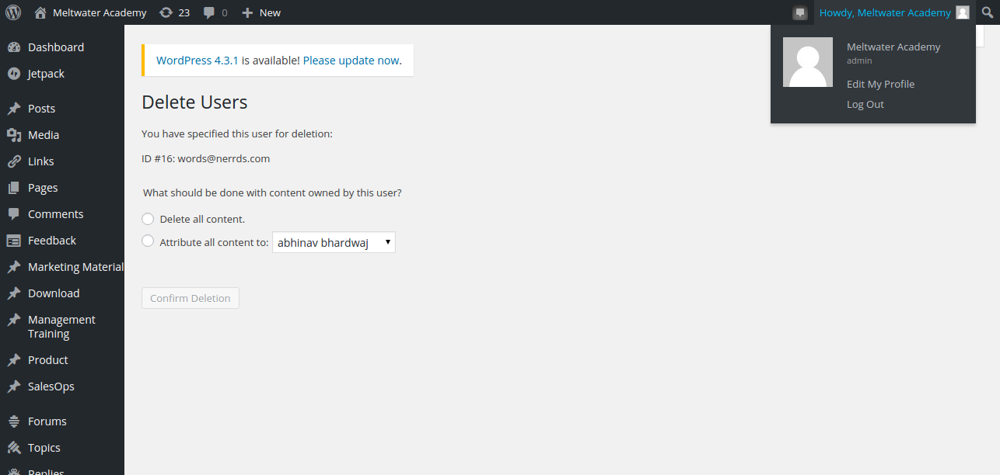 Meltwater Academy 23 0 New Howdy, Meltwater Academy
Meltwater Academy
admin
Edit My Profile
Log Out
Dashboard
Jetpack
Posts
Media
Links
Pages
Comments
Feedback
Marketing Material
Download
Management
Training
Product
SalesOps
Forums
Topics
Replies
WordPress 4.3.1 is available! Please update now.
Delete Users
You have specified this user for deletion:
ID #16: words@nerrds.com
What should be done with content owned by this user?
Delete all content.
Attribute all content to: abhinav bhardwaj
Confirm Deletion